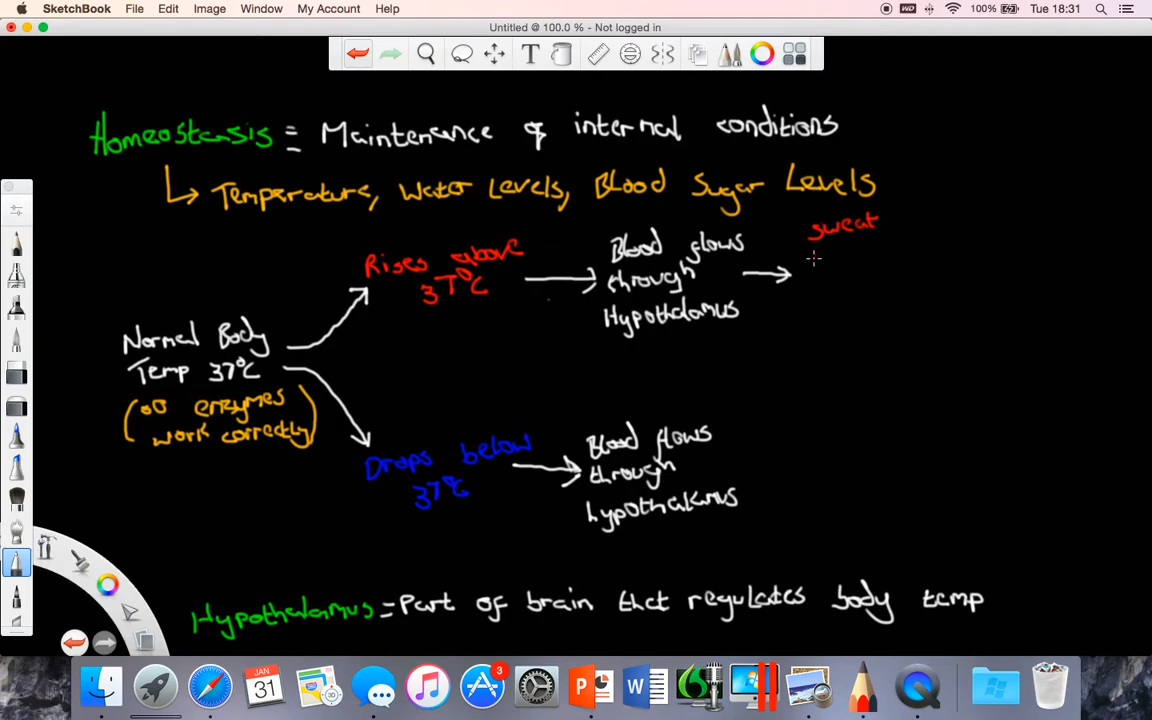 SketchBook File Edit Image Window My Account Help 100% Tue 18:31
Untitled @ 100.0 % - Not logged in
Homeostasis = Maintenance of internal conditions
Temperature, Water Levels, Blood Sugar Levels
sweat
Rises above
37°C
Blood flows
through
Hypothalamus
Normal Body
Temp 37°C
(oo enzymes
work correctly)
Drops below
37°C
Blood flows
through
hypothalamus
Hypothalamus = Part of brain that regulates body temp
JAN
31
3